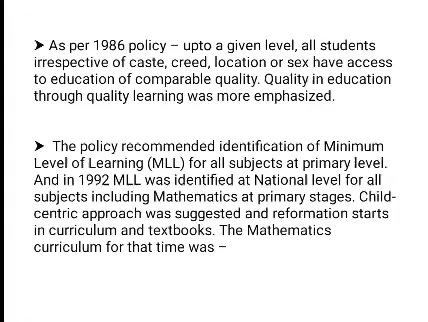 ➤ As per 1986 policy – upto a given level, all students
irrespective of caste, creed, location or sex have access
to education of comparable quality. Quality in education
through quality learning was more emphasized.
➤ The policy recommended identification of Minimum
Level of Learning (MLL) for all subjects at primary level.
And in 1992 MLL was identified at National level for all
subjects including Mathematics at primary stages. Child-
centric approach was suggested and reformation starts
in curriculum and textbooks. The Mathematics
curriculum for that time was –